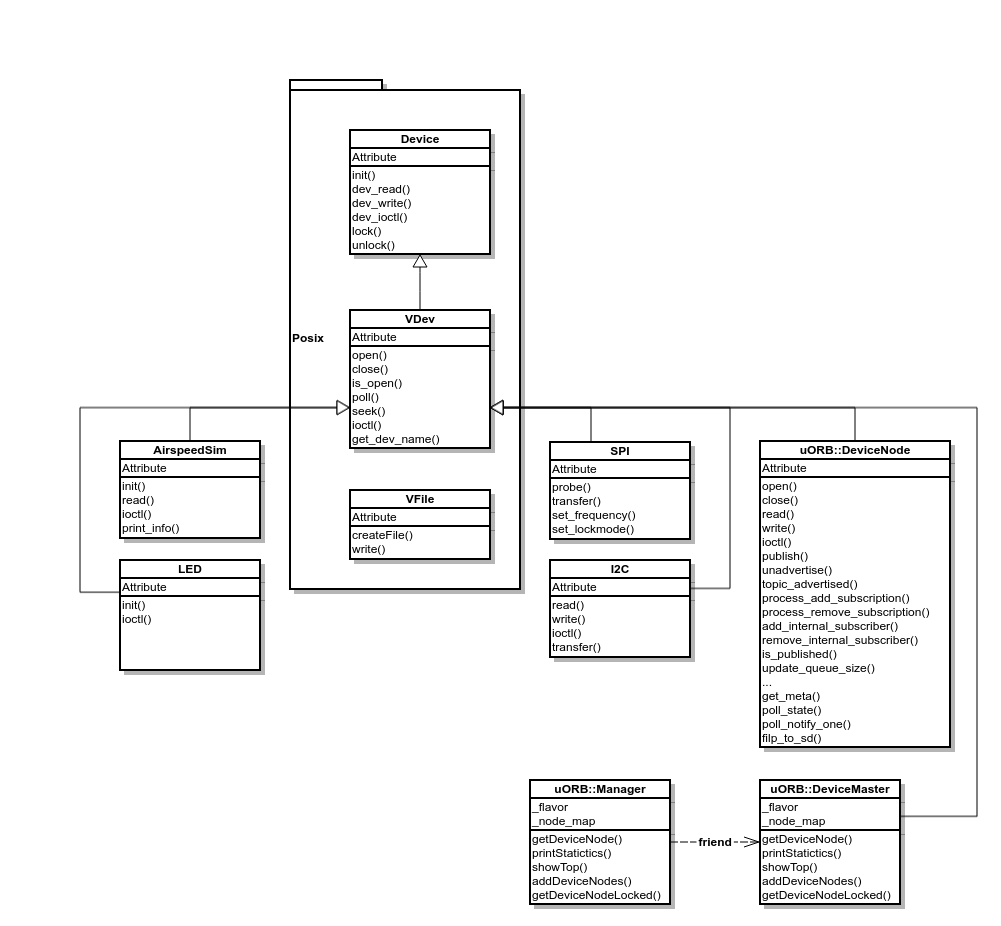 Device
Attribute
init()
dev_read()
dev_write()
dev_ioctl()
lock()
unlock()
Posix
VDev
Attribute
open()
close()
is_open()
poll()
seek()
ioctl()
get_dev_name()
VFile
Attribute
createFile()
write()
AirspeedSim
Attribute
init()
read()
ioctl()
print_info()
LED
Attribute
init()
ioctl()
SPI
Attribute
probe()
transfer()
set_frequency()
set_lockmode()
I2C
Attribute
read()
write()
ioctl()
transfer()
uORB::DeviceNode
Attribute
open()
close()
read()
write()
ioctl()
publish()
unadvertise()
topic_advertised()
process_add_subscription()
process_remove_subscription()
add_internal_subscriber()
remove_internal_subscriber()
is_published()
update_queue_size()
...
get_meta()
poll_state()
poll_notify_one()
filp_to_sd()
uORB::Manager
_flavor
_node_map
getDeviceNode()
printStatictics()
showTop()
addDeviceNodes()
getDeviceNodeLocked()
friend
uORB::DeviceMaster
_flavor
_node_map
getDeviceNode()
printStatictics()
showTop()
addDeviceNodes()
getDeviceNodeLocked()